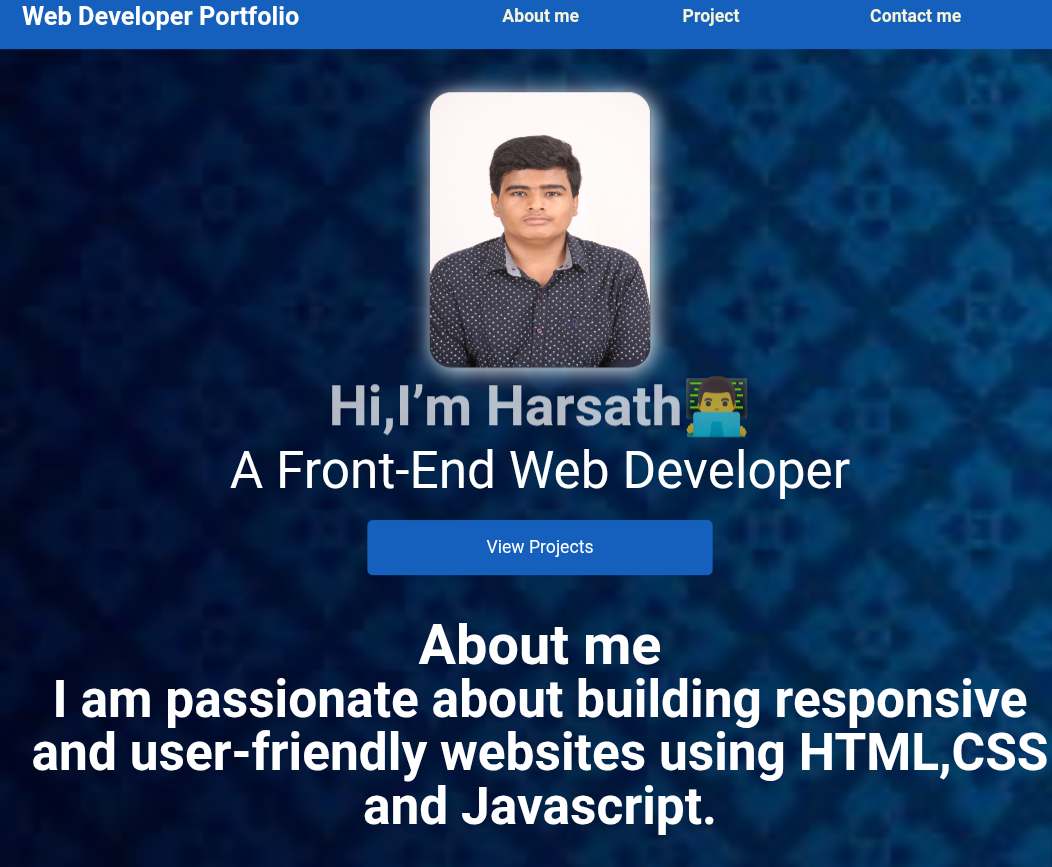 Web Developer Portfolio
About me
Project
Contact me
Hi,I’m Harsath👨‍💻
A Front-End Web Developer
View Projects
About me
I am passionate about building responsive
and user-friendly websites using HTML,CSS
and Javascript.